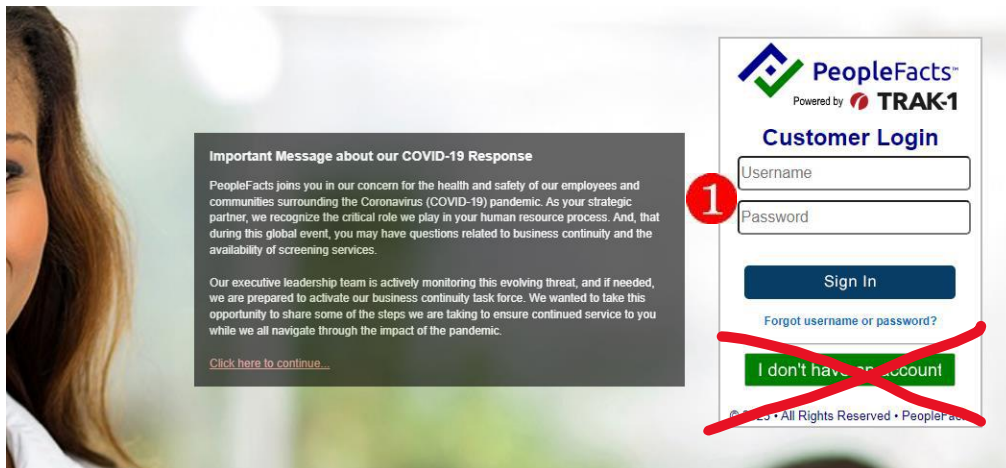 Important Message about our COVID-19 Response
PeopleFacts joins you in our concern for the health and safety of our employees and
communities surrounding the Coronavirus (COVID-19) pandemic. As your strategic
partner, we recognize the critical role we play in your human resource process. And, that
during this global event, you may have questions related to business continuity and the
availability of screening services.
Our executive leadership team is actively monitoring this evolving threat, and if needed,
we are prepared to activate our business continuity task force. We wanted to take this
opportunity to share some of the steps we are taking to ensure continued service to you
while we all navigate through the impact of the pandemic.
Click here to continue...
PeopleFacts™
Powered by TRAK-1
Customer Login
1
Username
Password
Sign In
Forgot username or password?
I don't have an account
© • All Rights Reserved •